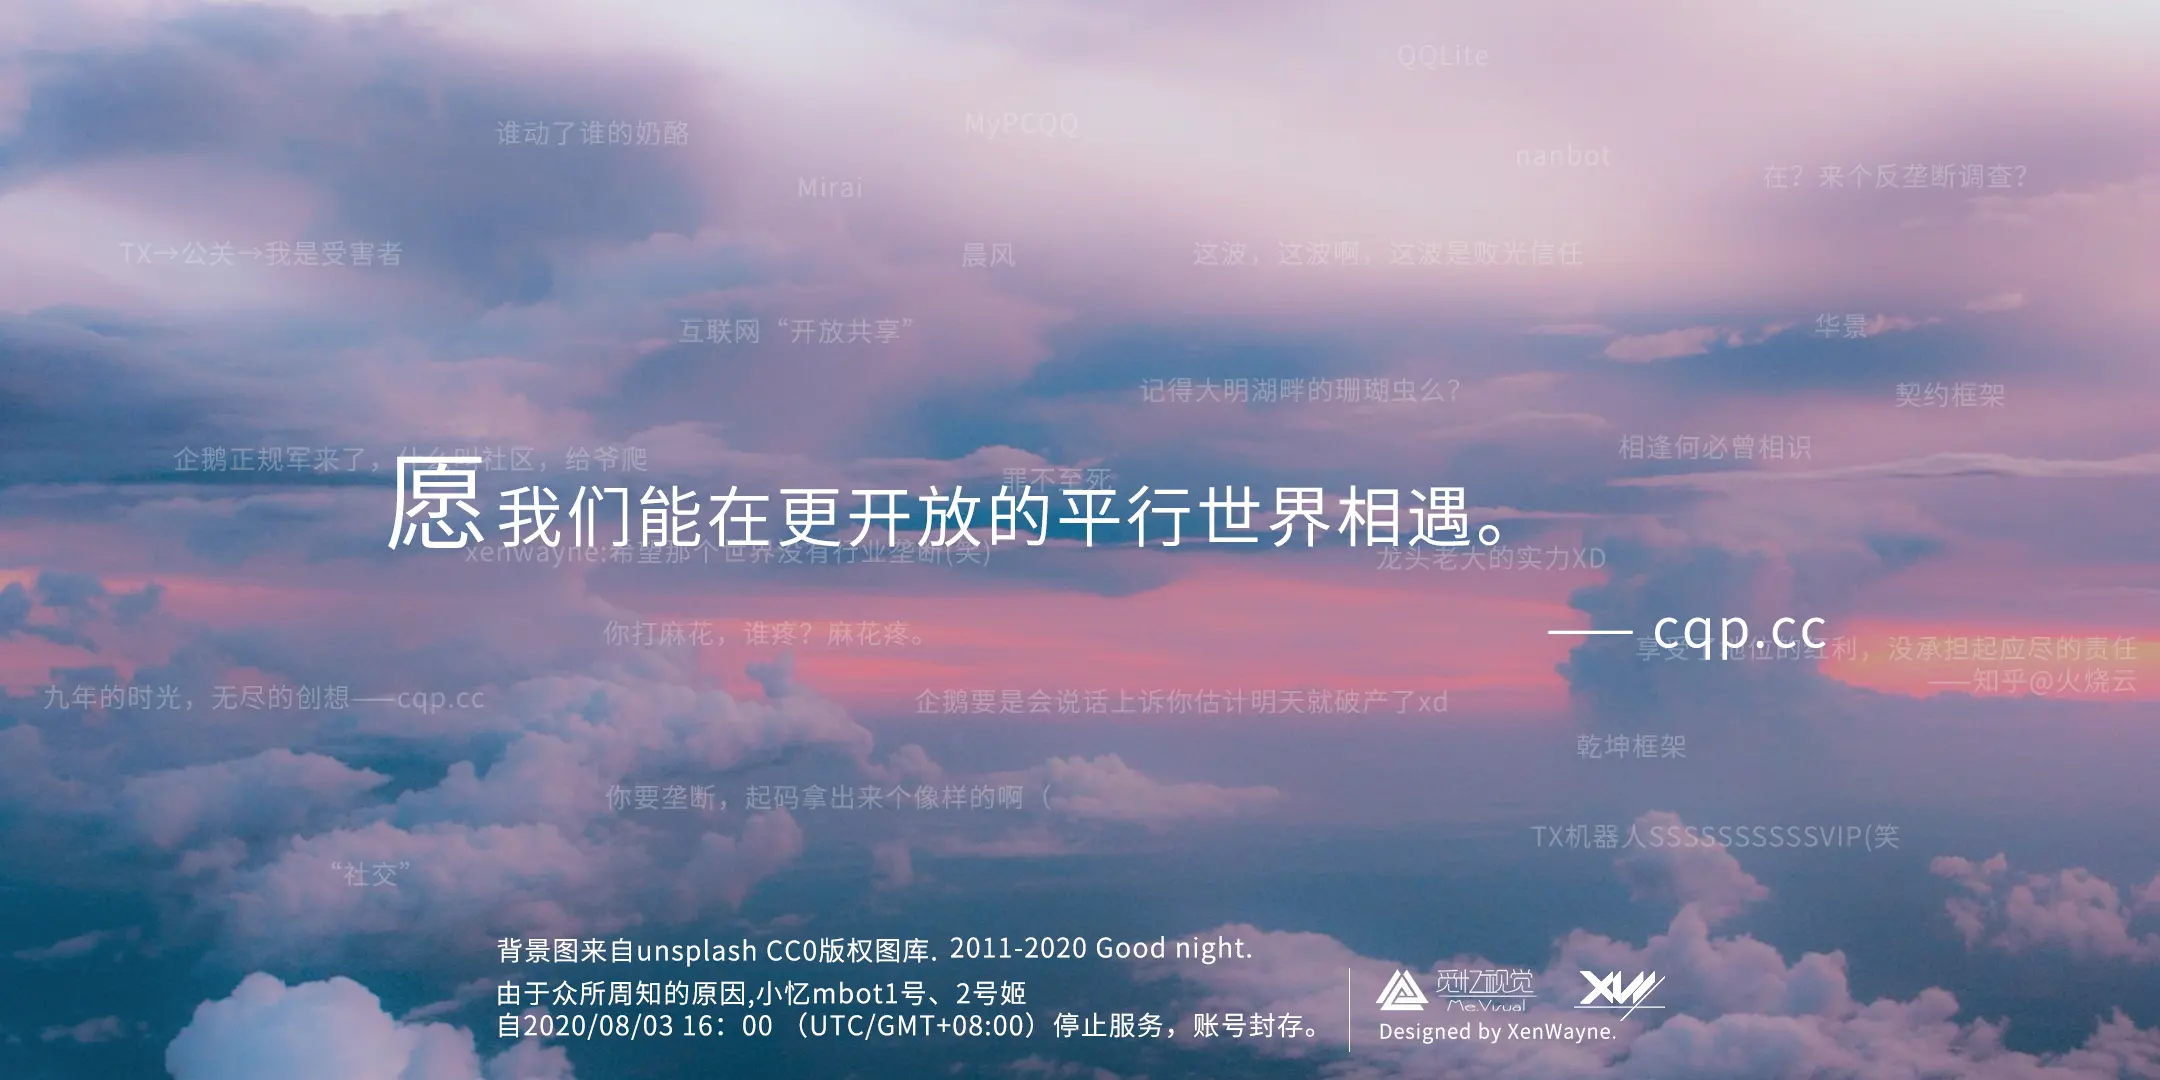 QQLite
谁动了谁的奶酪
MyPCQQ
nanbot
在？来个反垄断调查？
Mirai
TX→公关→我是受害者
晨风
这波，这波啊，这波是败光信任
互联网“开放共享”
华景
记得大明湖畔的珊瑚虫么？
契约框架
相逢何必曾相识
企鹅正规军来了，什么叫社区，给爷爬
罪不至死
愿我们能在更开放的平行世界相遇。
xenwayne:希望那个世界没有行业垄断(笑)
龙头老大的实力XD
—— cqp.cc
你打麻花，谁疼？麻花疼。
享受了地位的红利，没承担起应尽的责任
——知乎@火烧云
九年的时光，无尽的创想——cqp.cc
企鹅要是会说话上诉你估计明天就破产了xd
乾坤框架
你要垄断，起码拿出来个像样的啊（
TX机器人SSSSSSSSSSVIP(笑
“社交”
背景图来自unsplash CC0版权图库. 2011-2020 Good night.
由于众所周知的原因,小忆mbot1号、2号姬
自2020/08/03 16：00 （UTC/GMT+08:00）停止服务，账号封存。
觅忆视觉
Me.Visual
XW
Designed by XenWayne.